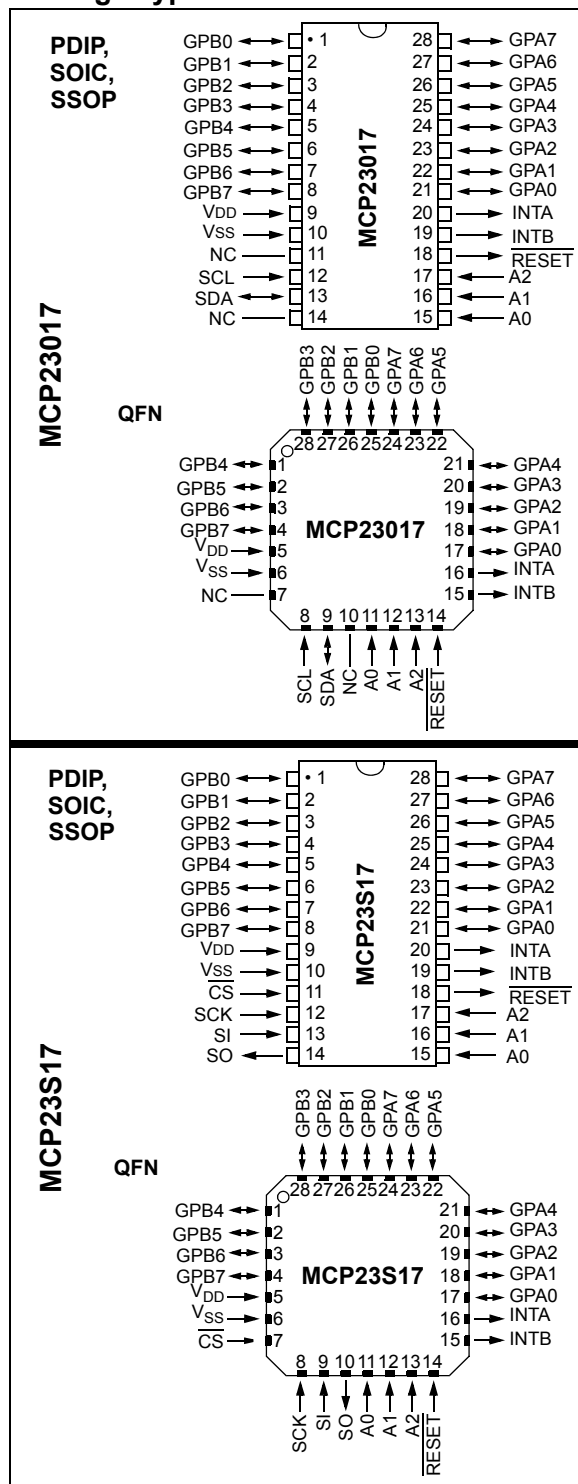 PDIP,
SOIC,
SSOP
MCP23017
GPB0 • 1 28 GPA7
GPB1 2 27 GPA6
GPB2 3 26 GPA5
GPB3 4 25 GPA4
GPB4 5 24 GPA3
GPB5 6 23 GPA2
GPB6 7 22 GPA1
GPB7 8 21 GPA0
VDD 9 20 INTA
VSS 10 19 INTB
NC 11 18 RESET
SCL 12 17 A2
SDA 13 16 A1
NC 14 15 A0
MCP23017
QFN
GPB3 GPB2 GPB1 GPB0 GPA7 GPA6 GPA5
28 27 26 25 24 23 22
GPB4 1 21 GPA4
GPB5 2 20 GPA3
GPB6 3 19 GPA2
GPB7 4 18 GPA1
VDD 5 17 GPA0
VSS 6 16 INTA
NC 7 15 INTB
MCP23017
8 9 10 11 12 13 14
SCL SDA NC A0 A1 A2 RESET
PDIP,
SOIC,
SSOP
MCP23S17
GPB0 • 1 28 GPA7
GPB1 2 27 GPA6
GPB2 3 26 GPA5
GPB3 4 25 GPA4
GPB4 5 24 GPA3
GPB5 6 23 GPA2
GPB6 7 22 GPA1
GPB7 8 21 GPA0
VDD 9 20 INTA
VSS 10 19 INTB
CS 11 18 RESET
SCK 12 17 A2
SI 13 16 A1
SO 14 15 A0
MCP23S17
QFN
GPB3 GPB2 GPB1 GPB0 GPA7 GPA6 GPA5
28 27 26 25 24 23 22
GPB4 1 21 GPA4
GPB5 2 20 GPA3
GPB6 3 19 GPA2
GPB7 4 18 GPA1
VDD 5 17 GPA0
VSS 6 16 INTA
CS 7 15 INTB
MCP23S17
8 9 10 11 12 13 14
SCK SI SO A0 A1 A2 RESET